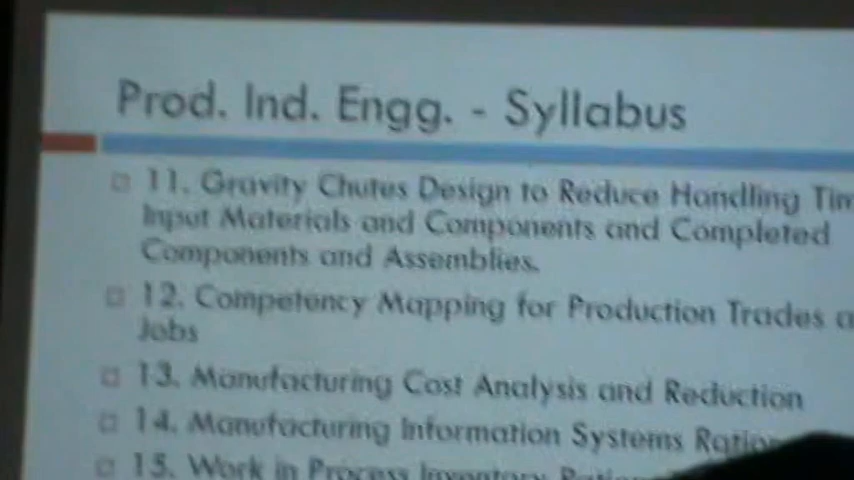 Prod. Ind. Engg. - Syllabus
11. Gravity Chutes Design to Reduce Handling
Input Materials and Components and Completed
Components and Assemblies.
12. Competency Mapping for Production Trades
Jobs
13. Manufacturing Cost Analysis and Reduction
14. Manufacturing Information Systems
15. Work in Process Inventory